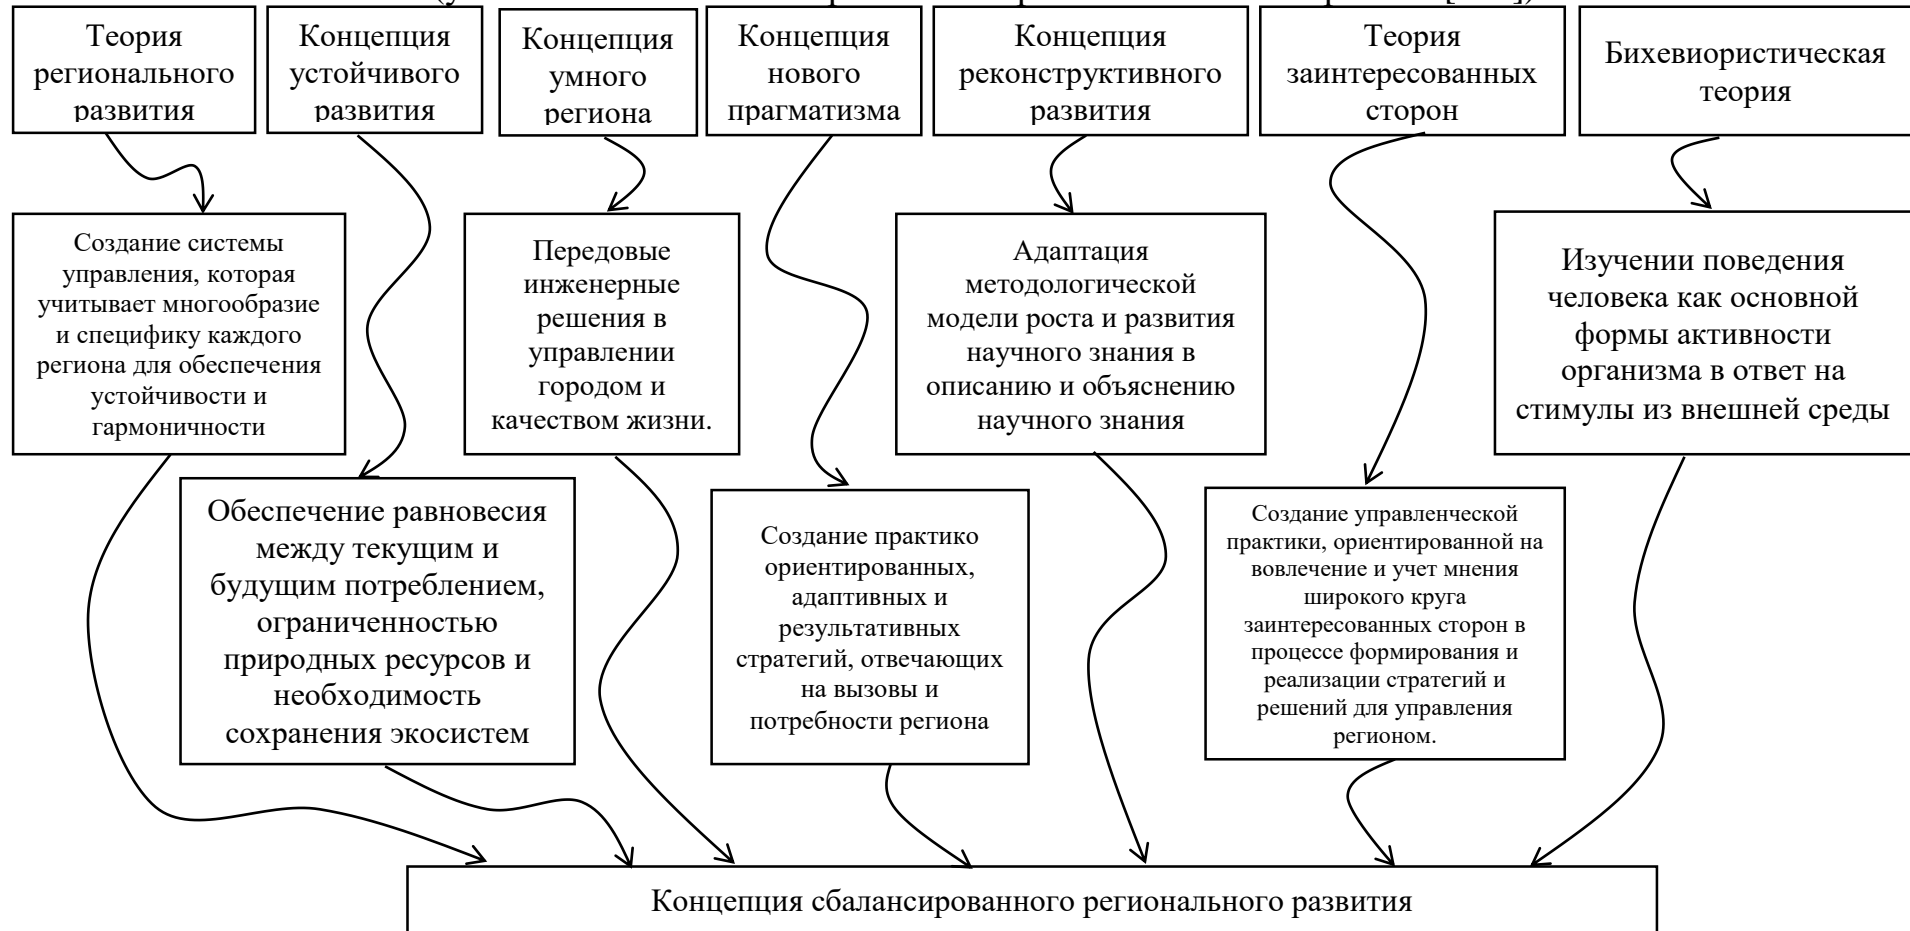 Теория
регионального
развития
Концепция
устойчивого
развития
Концепция
умного
региона
Концепция
нового
прагматизма
Концепция
реконструктивного
развития
Теория
заинтересованных
сторон
Бихевиористическая
теория
Создание системы
управления, которая
учитывает многообразие
и специфику каждого
региона для обеспечения
устойчивости и
гармоничности
Передовые
инженерные
решения в
управлении
городом и
качеством жизни.
Адаптация
методологической
модели роста и развития
научного знания в
описанию и объяснению
научного знания
Изучении поведения
человека как основной
формы активности
организма в ответ на
стимулы из внешней среды
Обеспечение равновесия
между текущим и
будущим потреблением,
ограниченностью
природных ресурсов и
необходимость
сохранения экосистем
Создание практико
ориентированных,
адаптивных и
результативных
стратегий, отвечающих
на вызовы и
потребности региона
Создание управленческой
практики, ориентированной на
вовлечение и учет мнения
широкого круга
заинтересованных сторон в
процессе формирования и
реализации стратегий и
решений для управления
регионом.
Концепция сбалансированного регионального развития